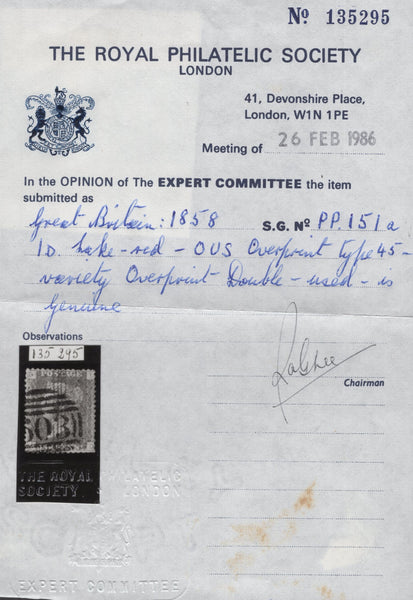 Nº 135295
THE ROYAL PHILATELIC SOCIETY
LONDON
41, Devonshire Place,
London, W1N 1PE
Meeting of 26 FEB 1986
In the OPINION of The EXPERT COMMITTEE the item
submitted as
Great Britain: 1858 S.G. Nº PP.151a
1D. Lake-red - OUS Overprint type 45-
variety Overprint Double - used - is
genuine
Observations
135 295
Chairman
THE ROYAL PHILATELIC
SOCIETY, LONDON
EXPERT COMMITTEE